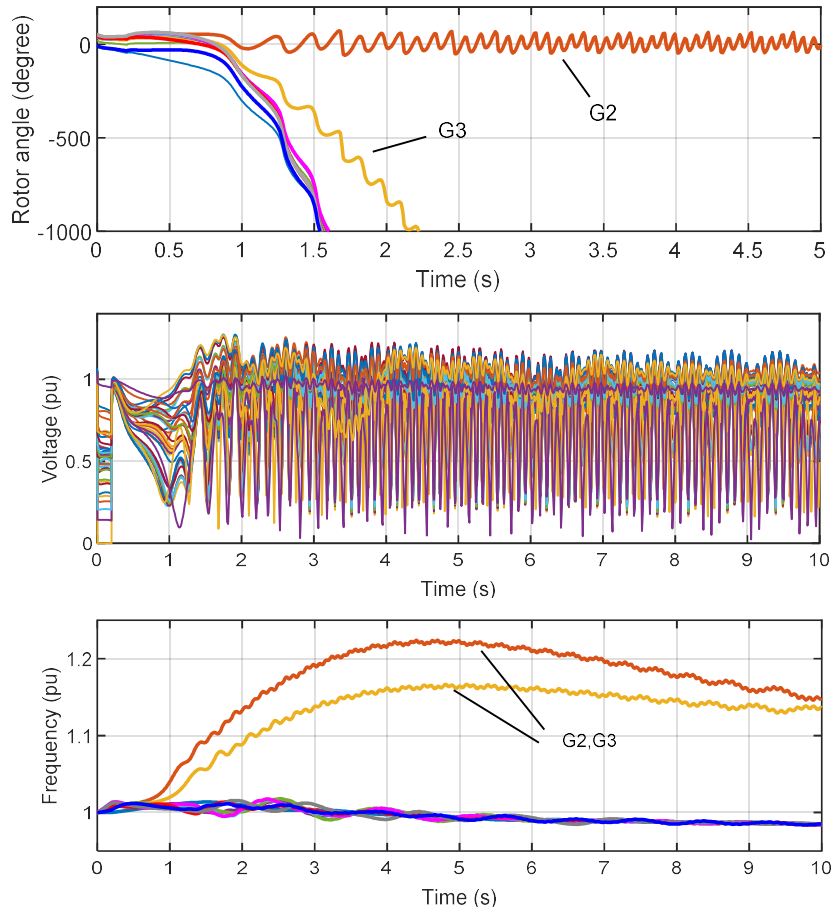 Rotor angle (degree)
0
-500
-1000
G3
G2
0 0.5 1 1.5 2 2.5 3 3.5 4 4.5 5
Time (s)
Voltage (pu)
1
0.5
0
0 1 2 3 4 5 6 7 8 9 10
Time (s)
Frequency (pu)
1.2
1.1
1
G2,G3
0 1 2 3 4 5 6 7 8 9 10
Time (s)